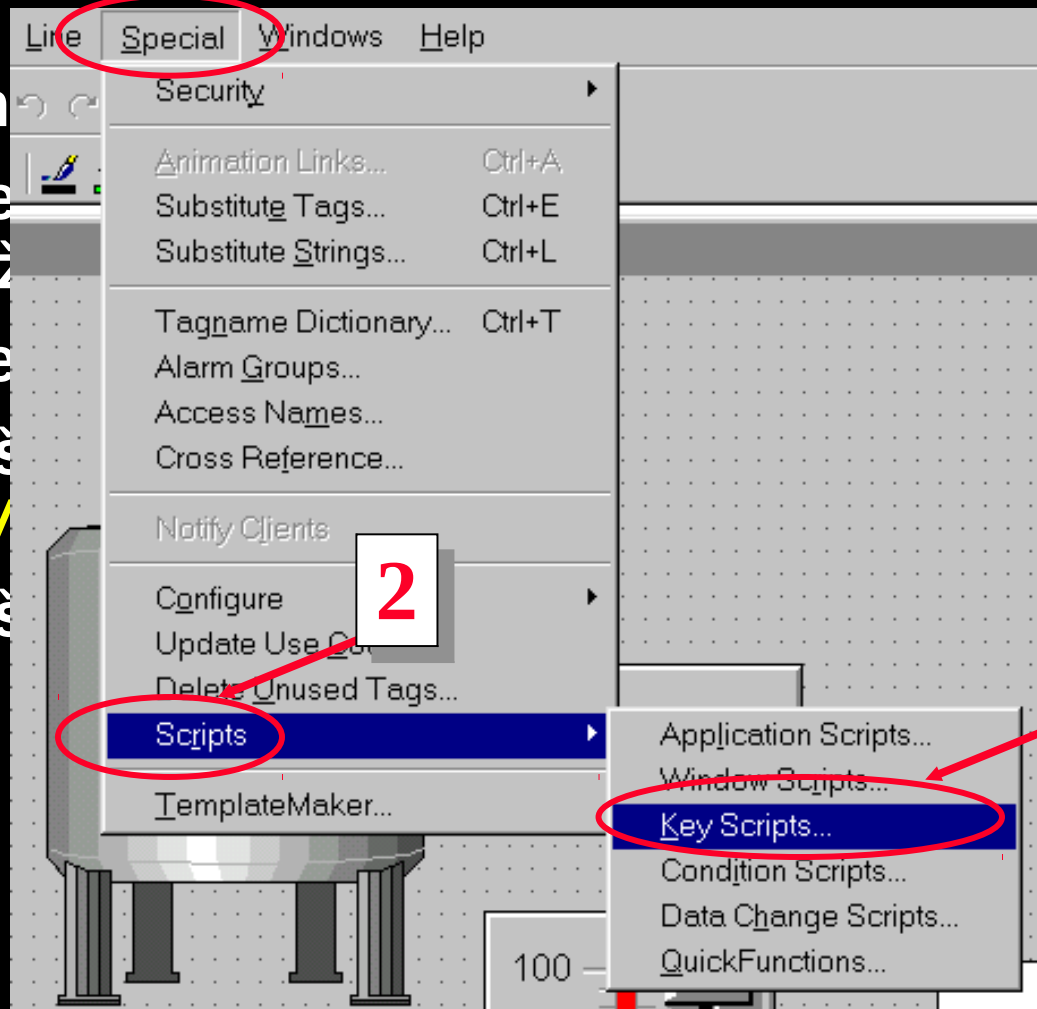 Line Special Windows Help
Security
Animation Links... Ctrl+A
Substitute Tags... Ctrl+E
Substitute Strings... Ctrl+L
Tagname Dictionary... Ctrl+T
Alarm Groups...
Access Names...
Cross Reference...
Notify Clients
Configure
2
Update Use
Delete Unused Tags...
Scripts
TemplateMaker...
Application Scripts...
Window Scripts...
Key Scripts...
Condition Scripts...
Data Change Scripts...
QuickFunctions...
100